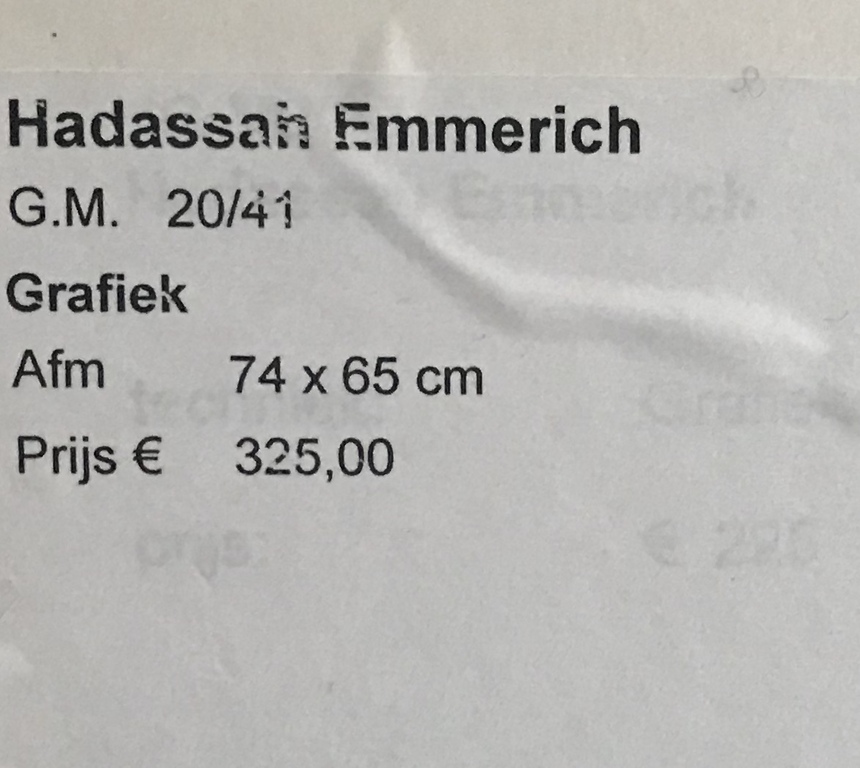 Hadassah Emmerich
G.M. 20/41
Grafiek
Afm 74 x 65 cm
Prijs € 325,00